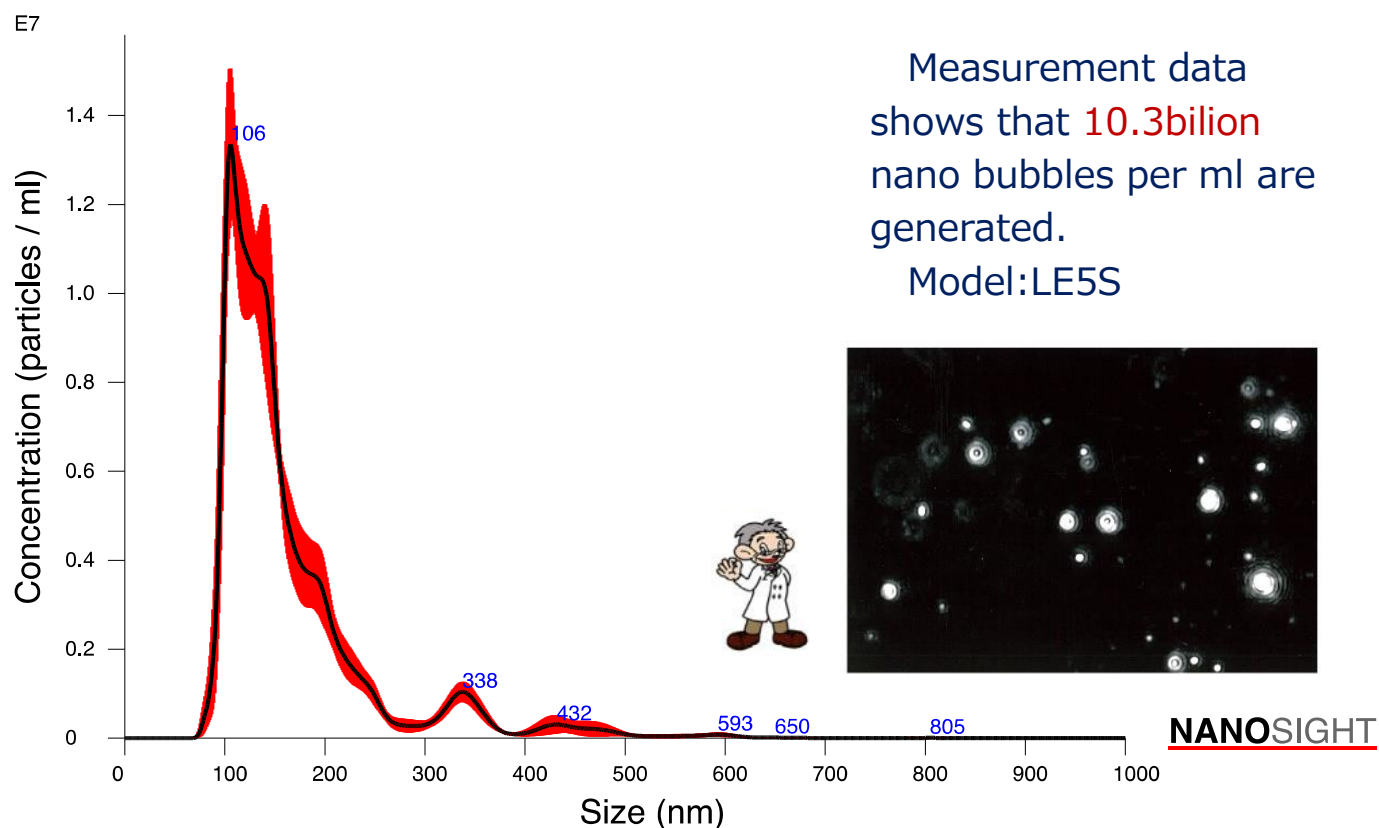 E7
Measurement data
shows that 10.3bilion
nano bubbles per ml are
generated.
Model:LE5S
Concentration (particles / ml)
1.4
1.2
1.0
0.8
0.6
0.4
0.2
0
106
338
432
593
650
805
0 100 200 300 400 500 600 700 800 900 1000
Size (nm)
NANOSIGHT